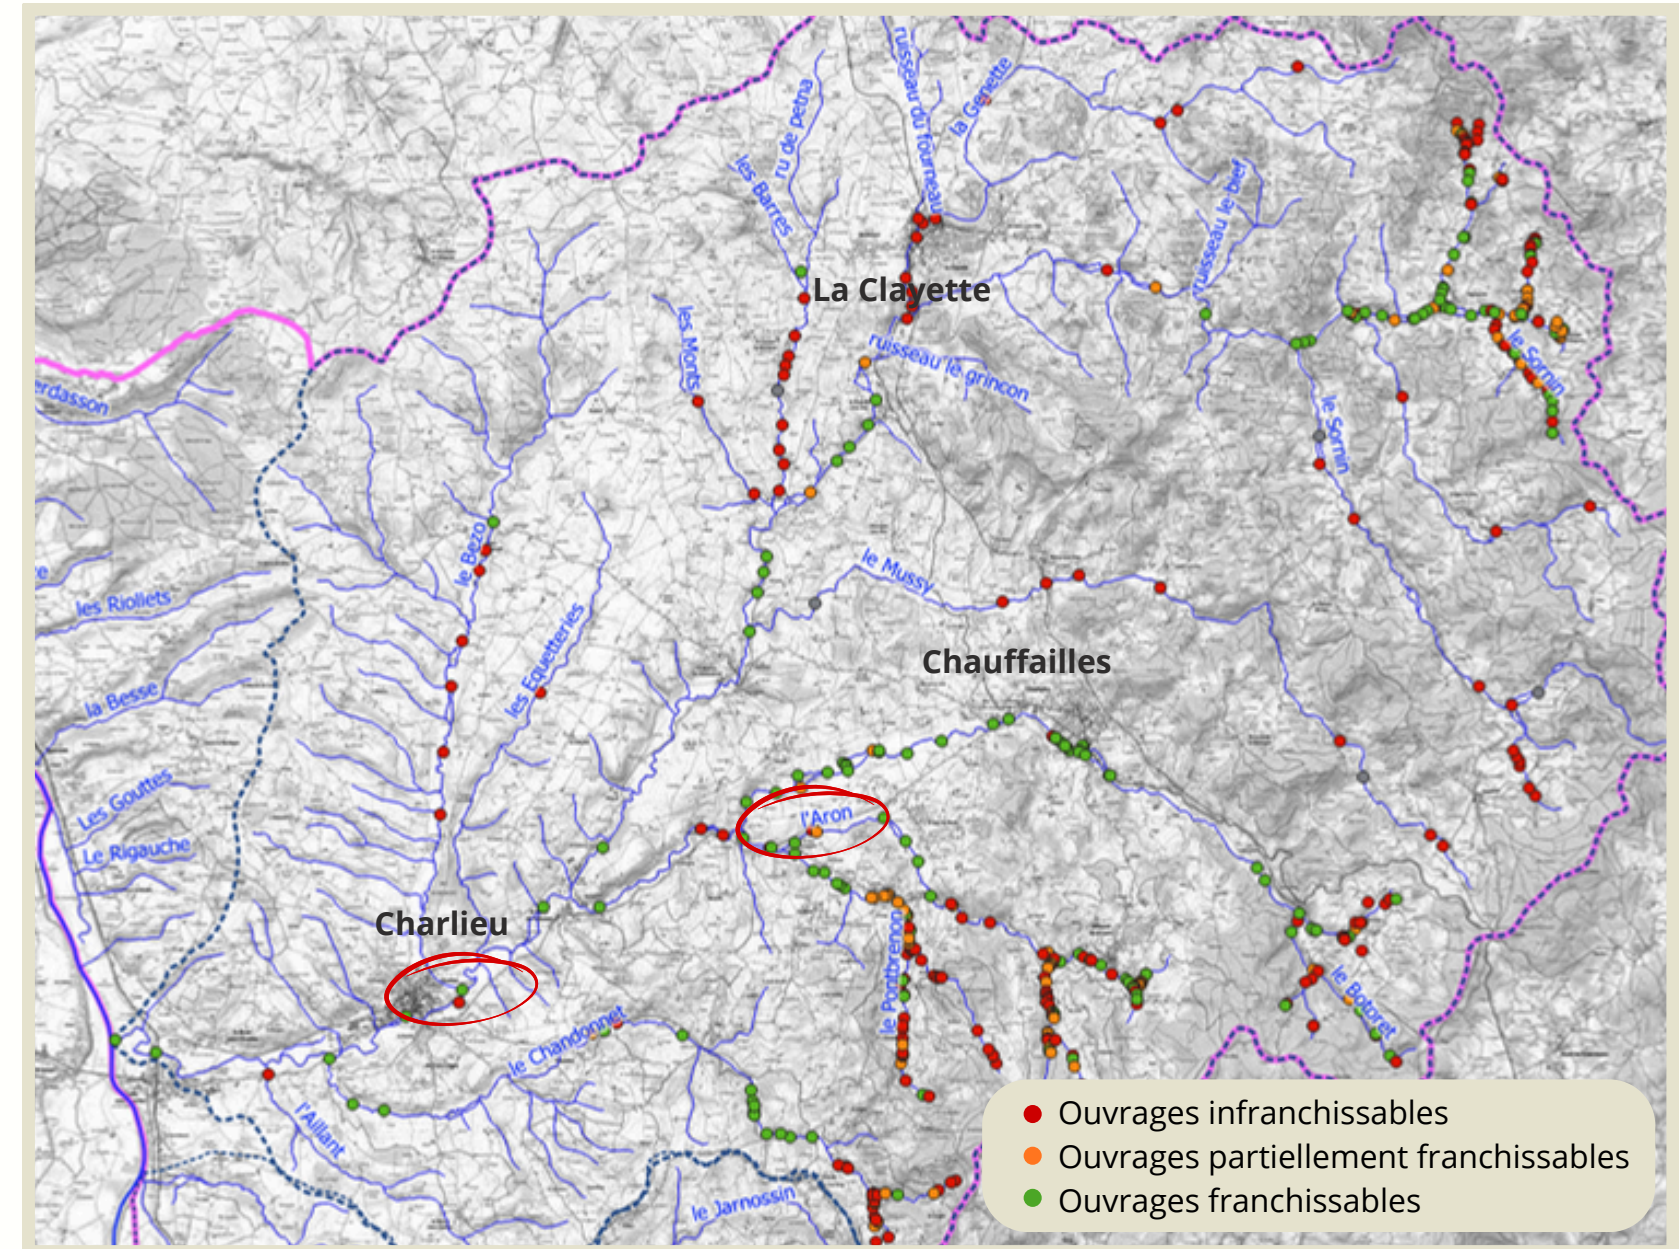 ruisseau du fourneau
la Genette
ru de pétna
les Barres
ruisseau le bief
La Clayette
les Monts
ruisseau le grincon
le Sornin
erdasson
le Sornin
le Bezo
le Mussy
les Riollets
les Equetteries
Chauffailles
la Besse
Les Gouttes
l'Aron
Le Rigauche
Charlieu
le Pontbrenon
le Botoret
le Chandonnet
l'Aillant
le Jarnossin
Ouvrages infranchissables
Ouvrages partiellement franchissables
Ouvrages franchissables